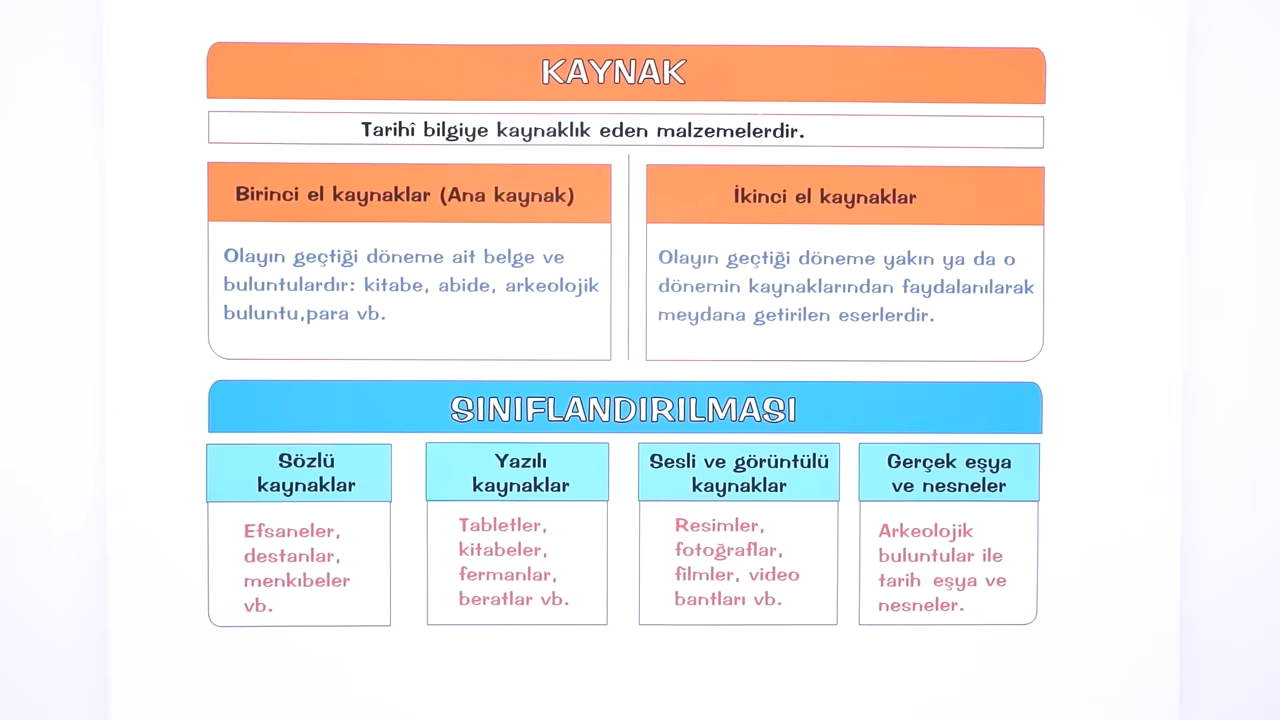 KAYNAK
Tarihî bilgiye kaynaklık eden malzemelerdir.
Birinci el kaynaklar (Ana kaynak)
Olayın geçtiği döneme ait belge ve
buluntulardır: kitabe, abide, arkeolojik
buluntu,para vb.
İkinci el kaynaklar
Olayın geçtiği döneme yakın ya da o
dönemin kaynaklarından faydalanılarak
meydana getirilen eserlerdir.
SINIFLANDIRILMASI
Sözlü
kaynaklar
Efsaneler,
destanlar,
menkıbeler
vb.
Yazılı
kaynaklar
Tabletler,
kitabeler,
fermanlar,
beratlar vb.
Sesli ve görüntülü
kaynaklar
Resimler,
fotoğraflar,
filmler, video
bantları vb.
Gerçek eşya
ve nesneler
Arkeolojik
buluntular ile
tarih eşya ve
nesneler.